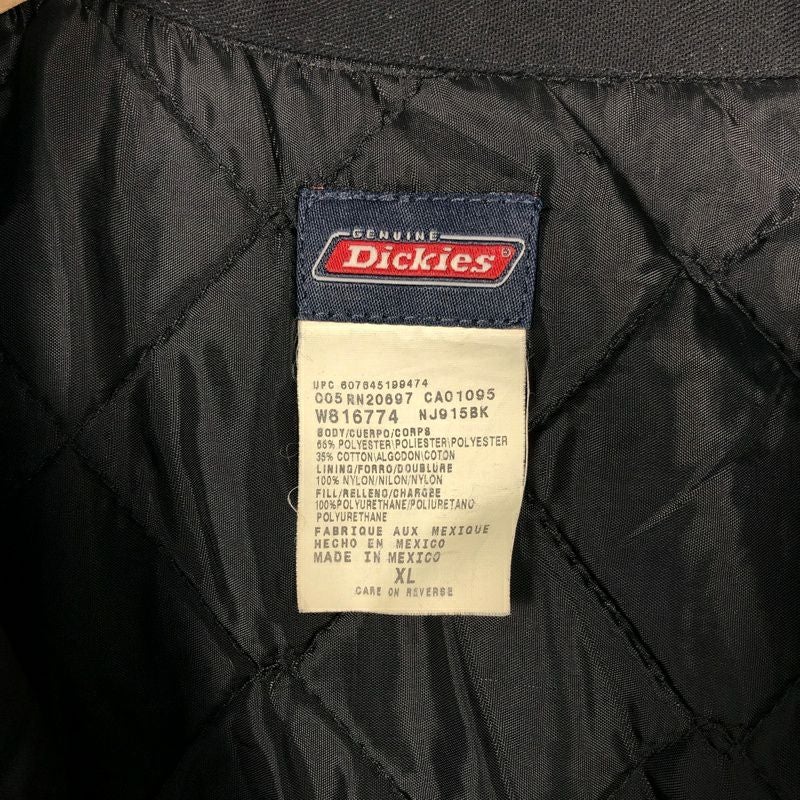 GENUINE
Dickies®
UPC 607645199474
005 RN20697 CA01095
W816774 NJ915BK
BODY/CUERPO/CORPS
65% POLYESTER\POLIESTER\POLYESTER
35% COTTON\ALGODON\COTON
LINING/FORRO/DOUBLURE
100% NYLON/NILON/NYLON
FILL/RELLENO/CHARGEE
100%POLYURETHANE/POLIURETANO
POLYURETHANE
FABRIQUE AUX MEXIQUE
HECHO EN MEXICO
MADE IN MEXICO
XL
CARE ON REVERSE